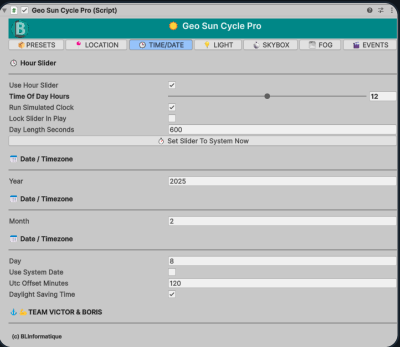 Geo Sun Cycle Pro (Script)
B
Geo Sun Cycle Pro
PRESETS LOCATION TIME/DATE LIGHT SKYBOX FOG EVENTS
Hour Slider
Use Hour Slider
Time Of Day Hours 12
Run Simulated Clock
Lock Slider In Play
Day Length Seconds 600
Set Slider To System Now
Date / Timezone
Year 2025
Date / Timezone
Month 2
Date / Timezone
Day 8
Use System Date
Utc Offset Minutes 120
Daylight Saving Time
TEAM VICTOR & BORIS
(c) BLInformatique